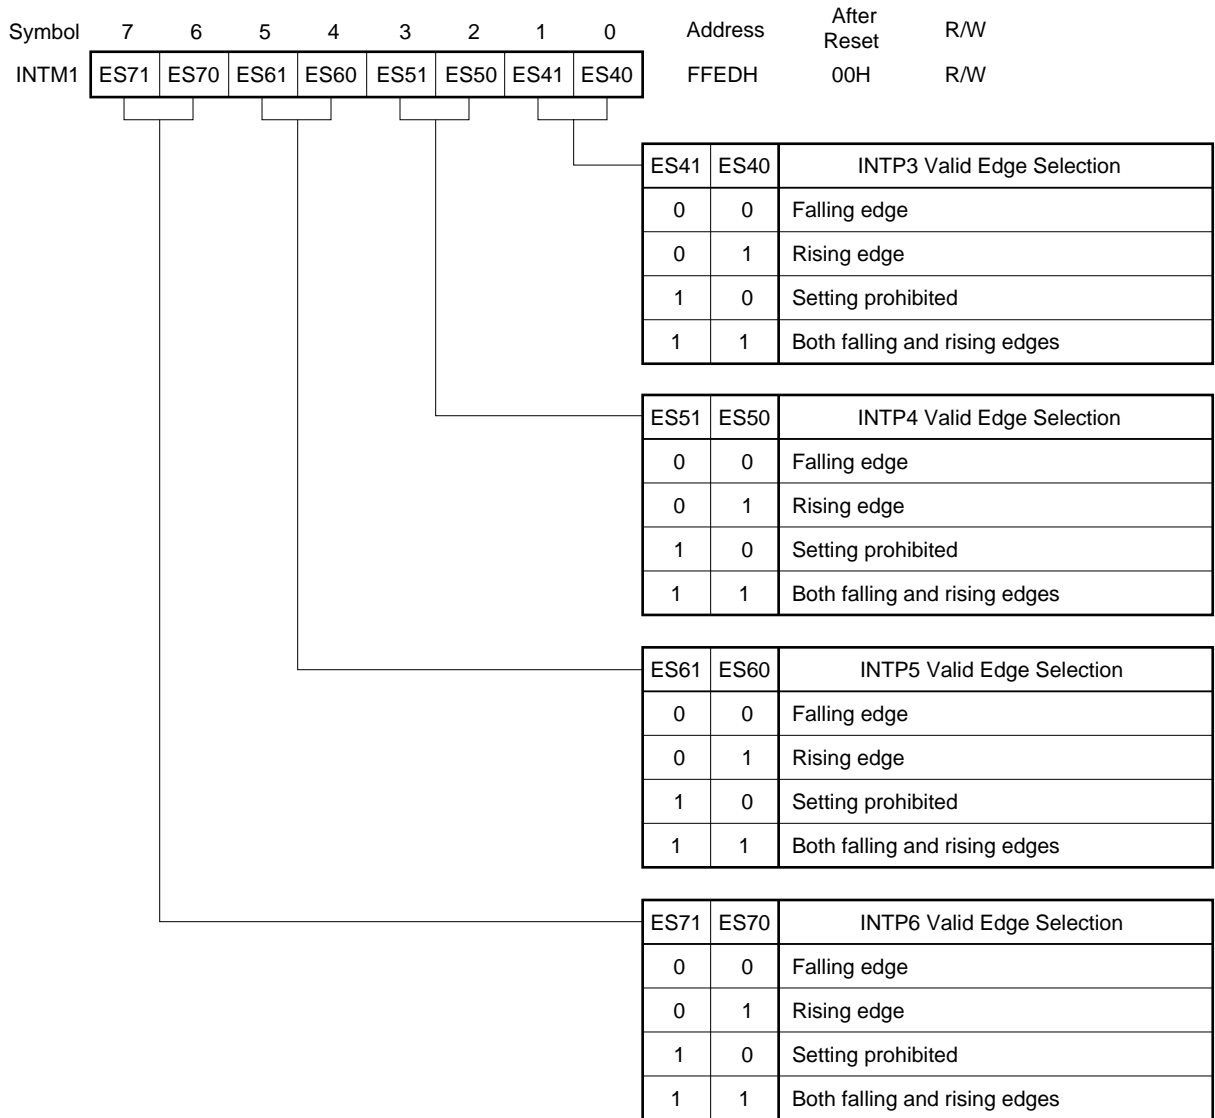 Symbol 7 6 5 4 3 2 1 0 Address After Reset R/W
INTM1 ES71 ES70 ES61 ES60 ES51 ES50 ES41 ES40 FFEDH 00H R/W
ES41 ES40 INTP3 Valid Edge Selection
0 0 Falling edge
0 1 Rising edge
1 0 Setting prohibited
1 1 Both falling and rising edges
ES51 ES50 INTP4 Valid Edge Selection
0 0 Falling edge
0 1 Rising edge
1 0 Setting prohibited
1 1 Both falling and rising edges
ES61 ES60 INTP5 Valid Edge Selection
0 0 Falling edge
0 1 Rising edge
1 0 Setting prohibited
1 1 Both falling and rising edges
ES71 ES70 INTP6 Valid Edge Selection
0 0 Falling edge
0 1 Rising edge
1 0 Setting prohibited
1 1 Both falling and rising edges